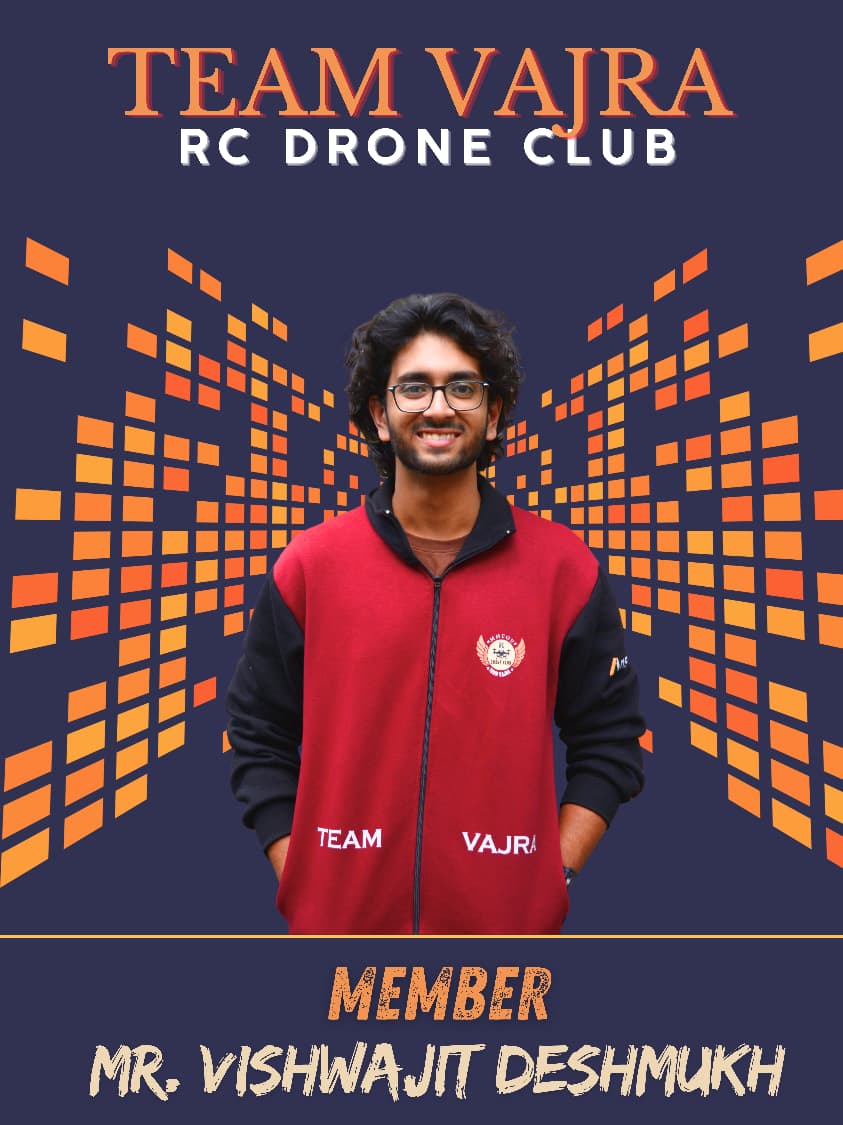 TEAM VAJRA
RC DRONE CLUB
TEAM VAJRA
MEMBER
MR. VISHWAJIT DESHMUKH